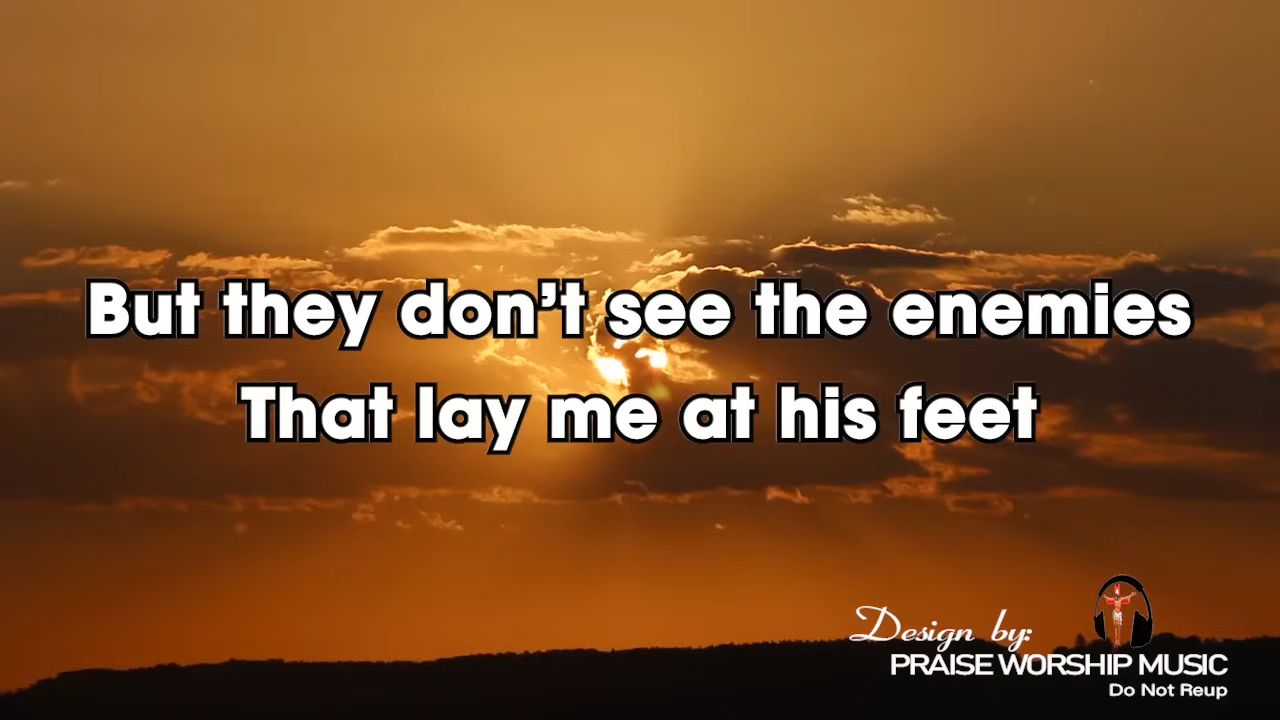 But they don't see the enemies
That lay me at his feet
Design by:
PRAISE WORSHIP MUSIC
Do Not Reup